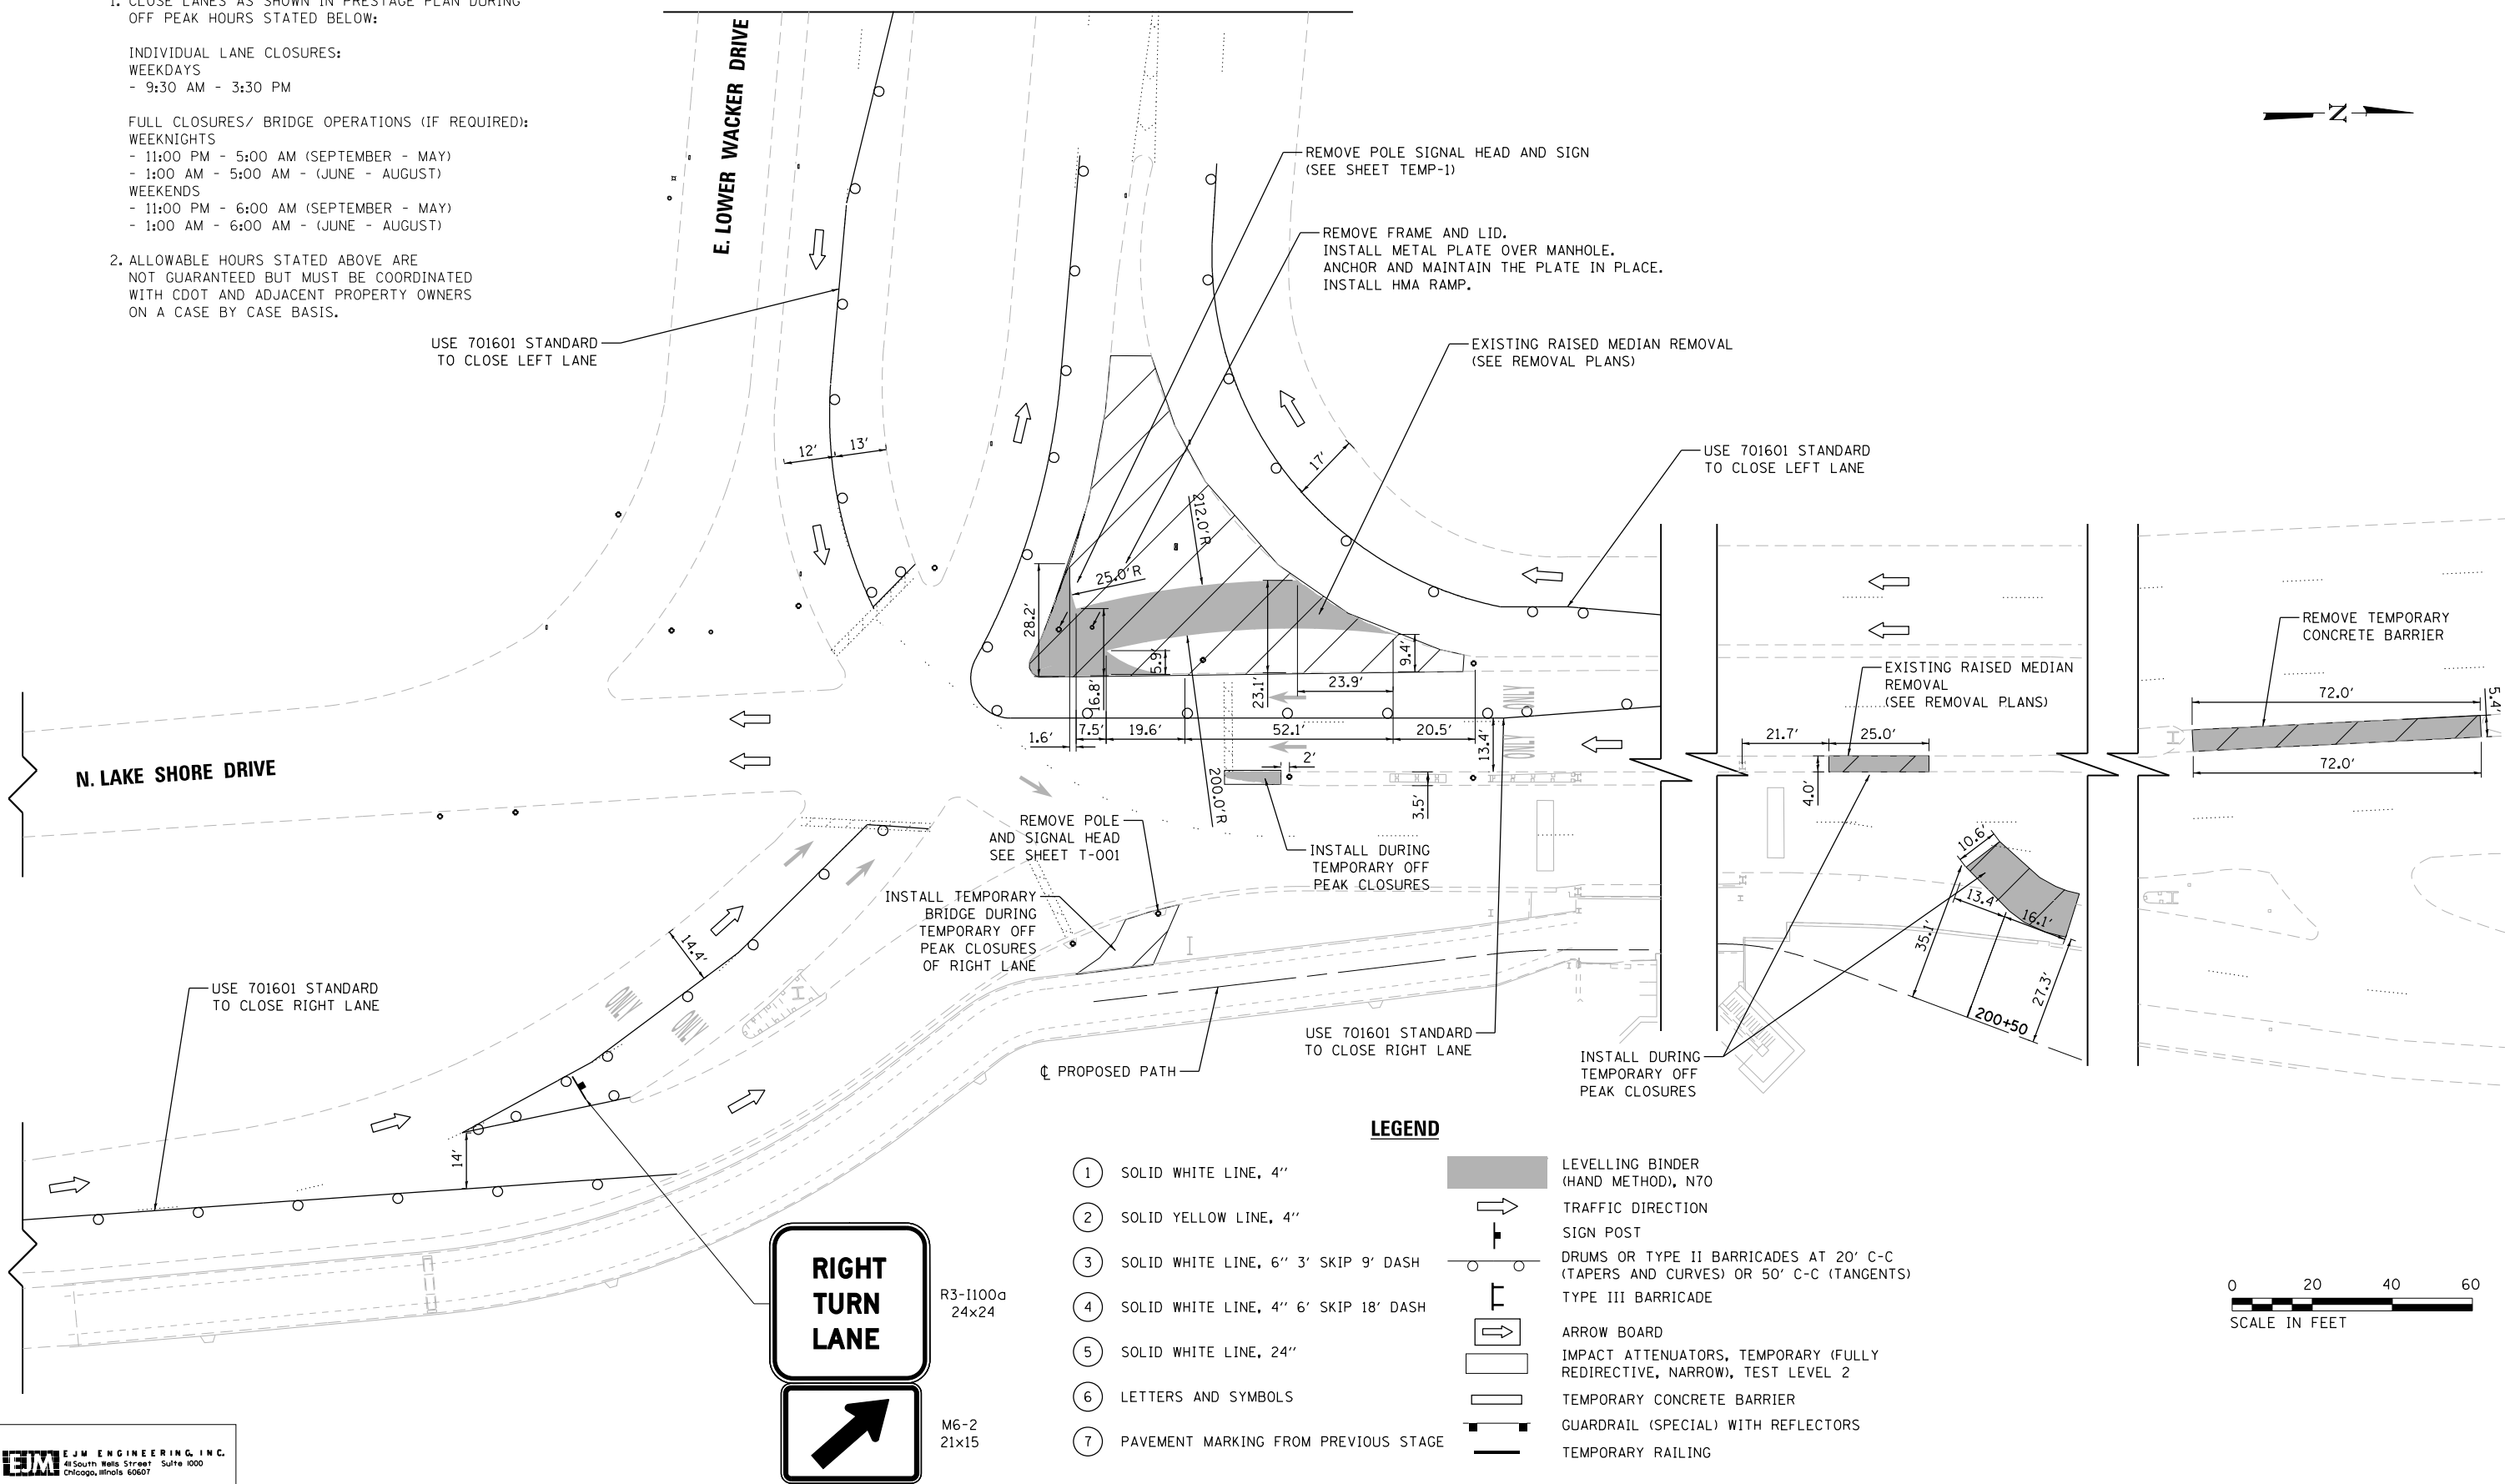 1. CLOSE LANES AS SHOWN IN PRESTAGE PLAN DURING
OFF PEAK HOURS STATED BELOW:
INDIVIDUAL LANE CLOSURES:
WEEKDAYS
- 9:30 AM - 3:30 PM
FULL CLOSURES/ BRIDGE OPERATIONS (IF REQUIRED):
WEEKNIGHTS
- 11:00 PM - 5:00 AM (SEPTEMBER - MAY)
- 1:00 AM - 5:00 AM - (JUNE - AUGUST)
WEEKENDS
- 11:00 PM - 6:00 AM (SEPTEMBER - MAY)
- 1:00 AM - 6:00 AM - (JUNE - AUGUST)
2. ALLOWABLE HOURS STATED ABOVE ARE
NOT GUARANTEED BUT MUST BE COORDINATED
WITH CDOT AND ADJACENT PROPERTY OWNERS
ON A CASE BY CASE BASIS.
E. LOWER WACKER DRIVE
N
REMOVE POLE SIGNAL HEAD AND SIGN
(SEE SHEET TEMP-1)
REMOVE FRAME AND LID.
INSTALL METAL PLATE OVER MANHOLE.
ANCHOR AND MAINTAIN THE PLATE IN PLACE.
INSTALL HMA RAMP.
USE 701601 STANDARD
TO CLOSE LEFT LANE
EXISTING RAISED MEDIAN REMOVAL
(SEE REMOVAL PLANS)
USE 701601 STANDARD
TO CLOSE LEFT LANE
12'
13'
17'
212.0'R
25.0'R
28.2'
5.9'
16.8'
23.1'
23.9'
9.4'
1.6'
7.5'
19.6'
52.1'
20.5'
13.4'
2'
200.0'R
3.5'
REMOVE TEMPORARY
CONCRETE BARRIER
EXISTING RAISED MEDIAN
REMOVAL
(SEE REMOVAL PLANS)
72.0'
5.4'
72.0'
21.7'
25.0'
4.0'
N. LAKE SHORE DRIVE
ONLY
ONLY
REMOVE POLE
AND SIGNAL HEAD
SEE SHEET T-001
INSTALL DURING
TEMPORARY OFF
PEAK CLOSURES
INSTALL TEMPORARY
BRIDGE DURING
TEMPORARY OFF
PEAK CLOSURES
OF RIGHT LANE
10.6'
13.4'
16.1'
35.1'
27.3'
200+50
14.4'
ONLY
ONLY
USE 701601 STANDARD
TO CLOSE RIGHT LANE
USE 701601 STANDARD
TO CLOSE RIGHT LANE
℄ PROPOSED PATH
INSTALL DURING
TEMPORARY OFF
PEAK CLOSURES
14'
RIGHT
TURN
LANE
R3-I100a
24x24
M6-2
21x15
LEGEND
1 SOLID WHITE LINE, 4''
2 SOLID YELLOW LINE, 4''
3 SOLID WHITE LINE, 6'' 3' SKIP 9' DASH
4 SOLID WHITE LINE, 4'' 6' SKIP 18' DASH
5 SOLID WHITE LINE, 24''
6 LETTERS AND SYMBOLS
7 PAVEMENT MARKING FROM PREVIOUS STAGE
LEVELLING BINDER
(HAND METHOD), N70
TRAFFIC DIRECTION
SIGN POST
DRUMS OR TYPE II BARRICADES AT 20' C-C
(TAPERS AND CURVES) OR 50' C-C (TANGENTS)
TYPE III BARRICADE
ARROW BOARD
IMPACT ATTENUATORS, TEMPORARY (FULLY
REDIRECTIVE, NARROW), TEST LEVEL 2
TEMPORARY CONCRETE BARRIER
GUARDRAIL (SPECIAL) WITH REFLECTORS
TEMPORARY RAILING
0 20 40 60
SCALE IN FEET
EJM
EJM ENGINEERING, INC.
411 South Wells Street Suite 1000
Chicago, Illinois 60607